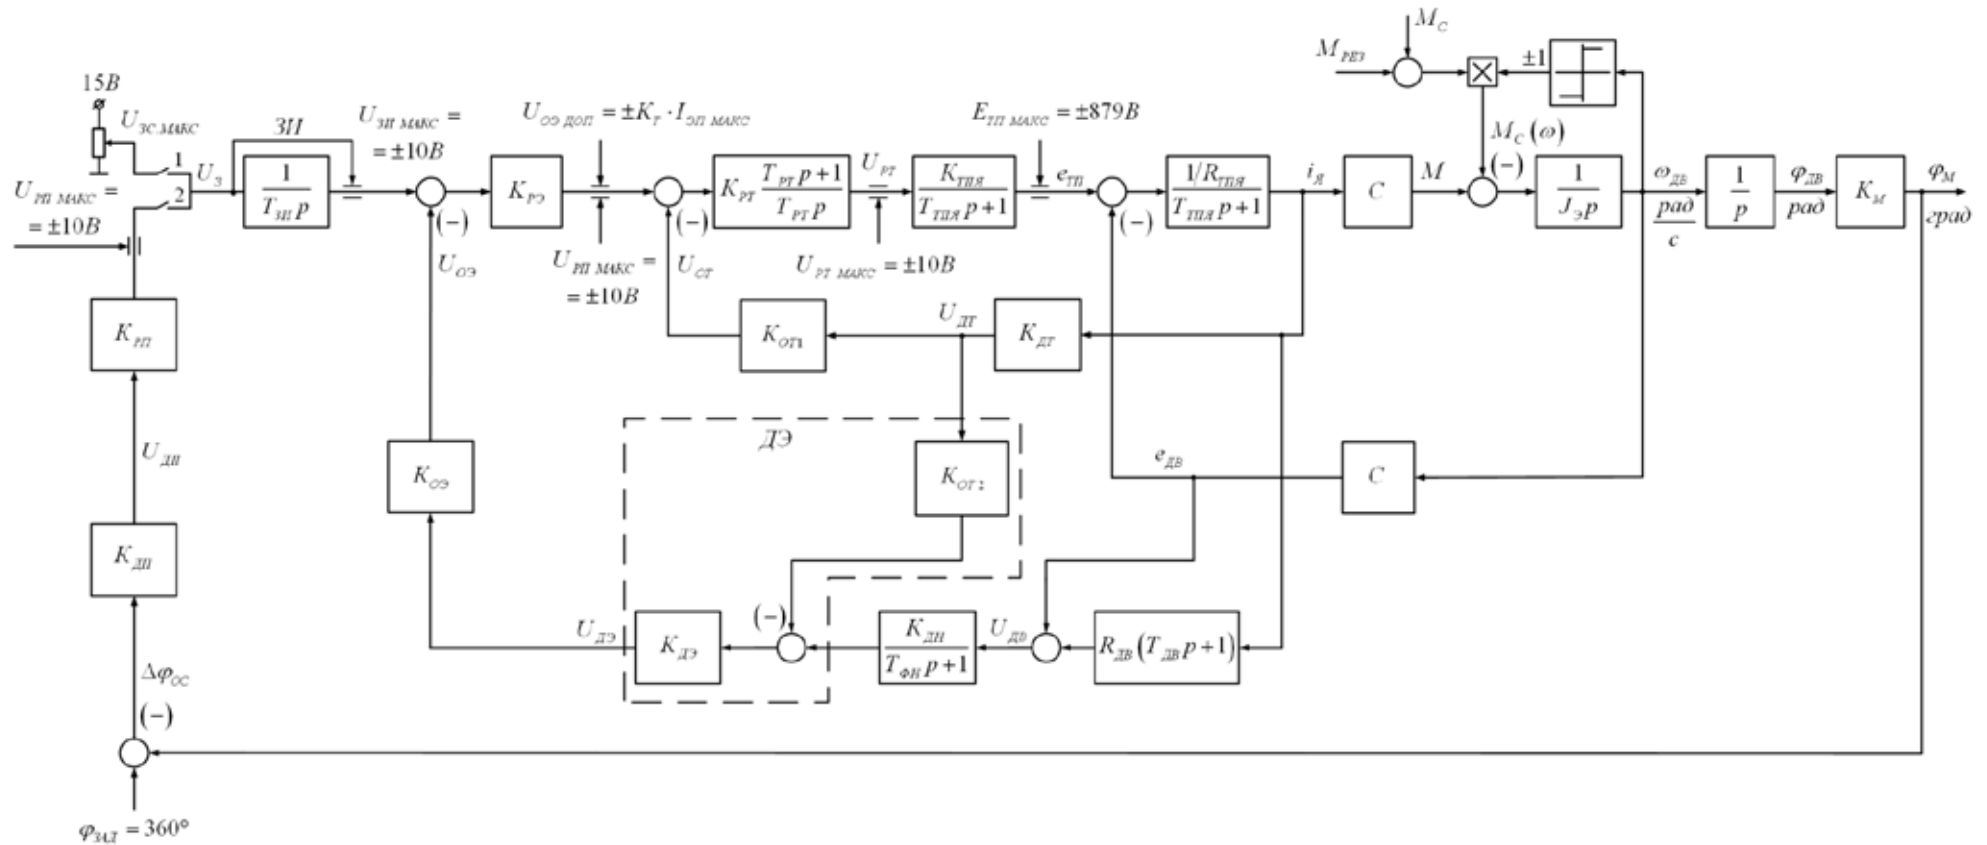 M_C
M_РЕЗ
±1
15В
U_ЗС.МАКС
ЗИ
U_ЗИ МАКС =
= ±10В
U_ОЭ ДОП = ±K_T · I_ЭП МАКС
E_ТП МАКС = ±879В
M_C(ω)
1
2
U_З
U_РП МАКС =
= ±10В
1 / T_ЗИ p
(−)
K_РЭ
K_РТ (T_РТ p + 1) / (T_РТ p)
U_РТ
K_ТПЯ / (T_ТПЯ p + 1)
e_ТП
(−)
1/R_ТПЯ / (T_ТПЯ p + 1)
i_Я
C
M
(−)
1 / J_Э p
ω_ДВ
рад/с
1 / p
φ_ДВ
рад
K_М
φ_М
град
(−)
U_ОЭ
U_РП МАКС =
= ±10В
U_ОТ
U_РТ МАКС = ±10В
K_РП
K_ОТ1
U_ДТ
K_ДТ
U_ДП
K_ОЭ
ДЭ
K_ОТ2
e_ДВ
C
K_ДП
U_ДЭ
K_ДЭ
(−)
K_ДН / (T_ФН p + 1)
U_ДВ
R_ДВ (T_ДВ p + 1)
Δφ_ОС
(−)
φ_ЗАД = 360°